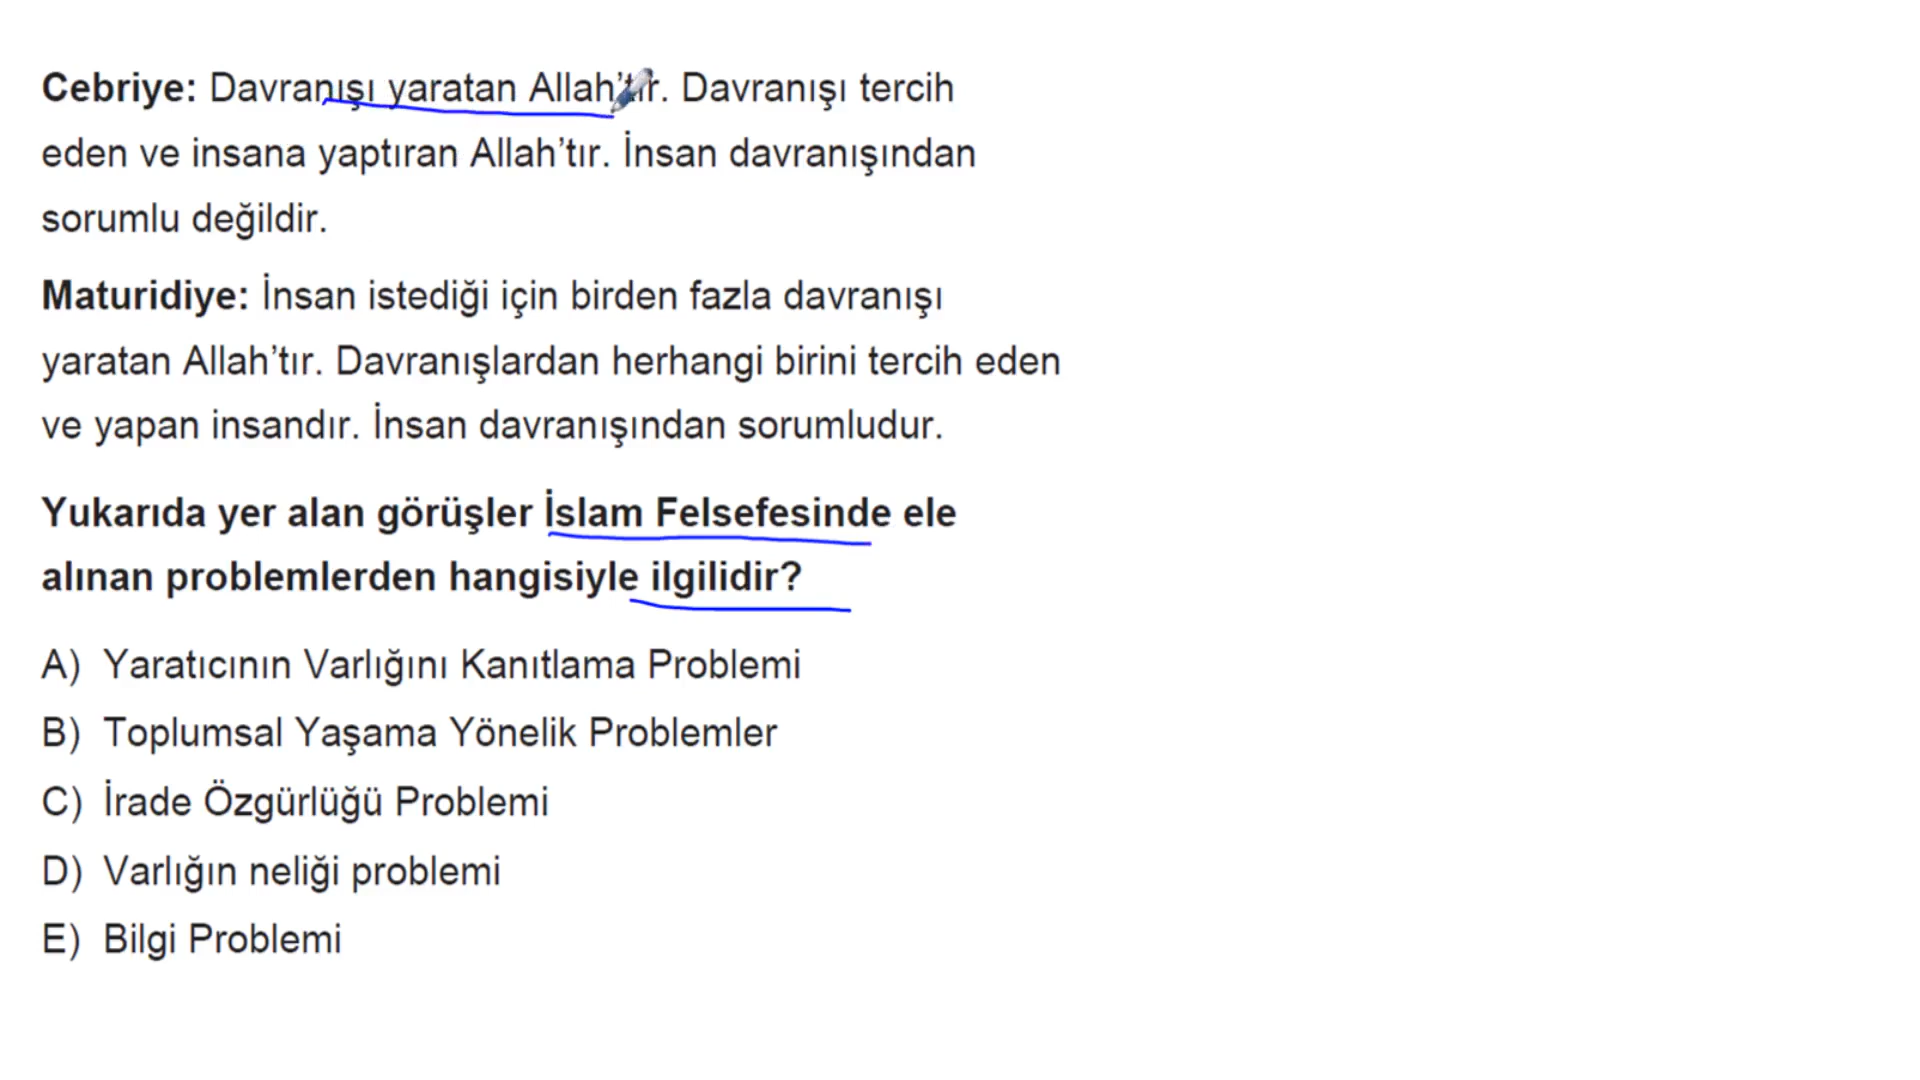 Cebriye: Davranışı yaratan Allah’tır. Davranışı tercih
eden ve insana yaptıran Allah’tır. İnsan davranışından
sorumlu değildir.
Maturidiye: İnsan istediği için birden fazla davranışı
yaratan Allah’tır. Davranışlardan herhangi birini tercih eden
ve yapan insandır. İnsan davranışından sorumludur.
Yukarıda yer alan görüşler İslam Felsefesinde ele
alınan problemlerden hangisiyle ilgilidir?
A) Yaratıcının Varlığını Kanıtlama Problemi
B) Toplumsal Yaşama Yönelik Problemler
C) İrade Özgürlüğü Problemi
D) Varlığın neliği problemi
E) Bilgi Problemi